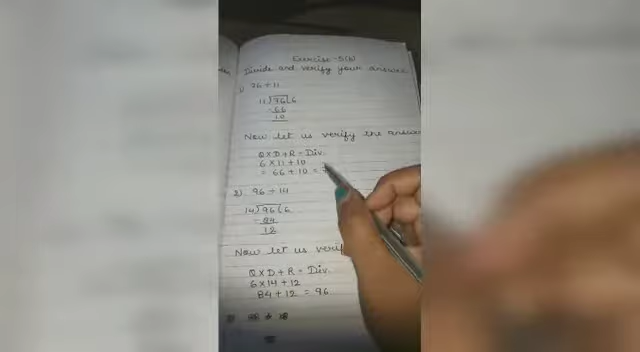 Exercise-5(b)
Divide and verify your answer
1) 76 ÷ 11
11)76(6
-66
10
Now let us verify the answer
Q×D+R = Div.
6×11+10
= 66+10 =
2) 96 ÷ 14
14)96(6
-84
12
Now let us verif
Q×D+R = Div.
6×14+12
84+12 = 96